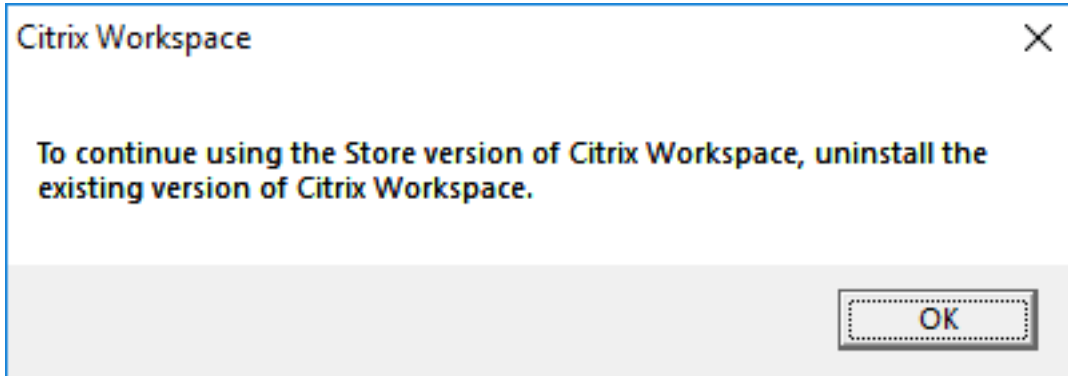 Citrix Workspace
To continue using the Store version of Citrix Workspace, uninstall the
existing version of Citrix Workspace.
OK